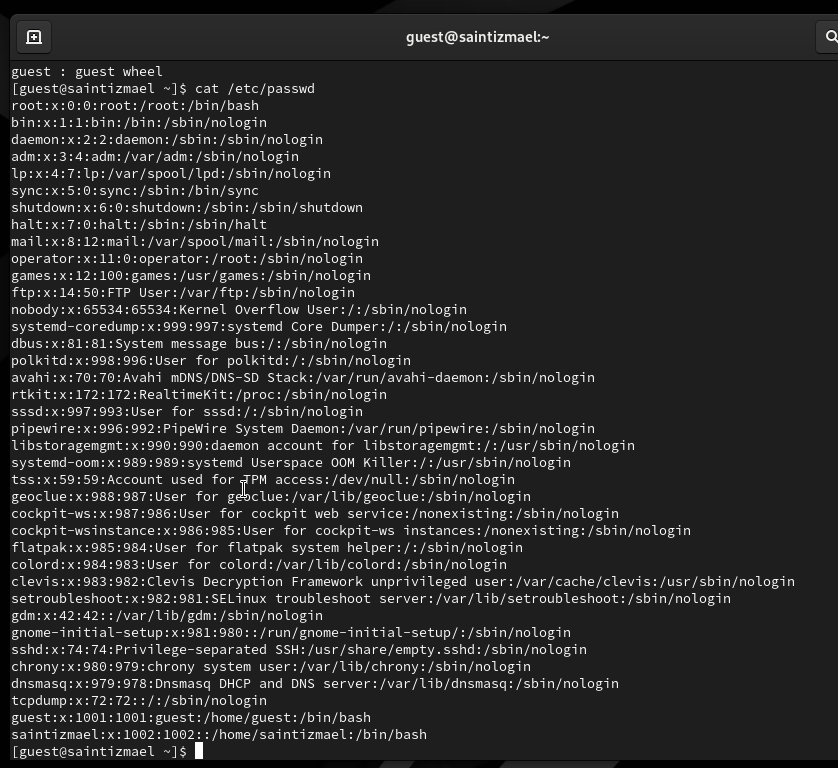 guest@saintizmael:~
guest : guest wheel
[guest@saintizmael ~]$ cat /etc/passwd
root:x:0:0:root:/root:/bin/bash
bin:x:1:1:bin:/bin:/sbin/nologin
daemon:x:2:2:daemon:/sbin:/sbin/nologin
adm:x:3:4:adm:/var/adm:/sbin/nologin
lp:x:4:7:lp:/var/spool/lpd:/sbin/nologin
sync:x:5:0:sync:/sbin:/bin/sync
shutdown:x:6:0:shutdown:/sbin:/sbin/shutdown
halt:x:7:0:halt:/sbin:/sbin/halt
mail:x:8:12:mail:/var/spool/mail:/sbin/nologin
operator:x:11:0:operator:/root:/sbin/nologin
games:x:12:100:games:/usr/games:/sbin/nologin
ftp:x:14:50:FTP User:/var/ftp:/sbin/nologin
nobody:x:65534:65534:Kernel Overflow User:/:/sbin/nologin
systemd-coredump:x:999:997:systemd Core Dumper:/:/sbin/nologin
dbus:x:81:81:System message bus:/:/sbin/nologin
polkitd:x:998:996:User for polkitd:/:/sbin/nologin
avahi:x:70:70:Avahi mDNS/DNS-SD Stack:/var/run/avahi-daemon:/sbin/nologin
rtkit:x:172:172:RealtimeKit:/proc:/sbin/nologin
sssd:x:997:993:User for sssd:/:/sbin/nologin
pipewire:x:996:992:PipeWire System Daemon:/var/run/pipewire:/sbin/nologin
libstoragemgmt:x:990:990:daemon account for libstoragemgmt:/:/usr/sbin/nologin
systemd-oom:x:989:989:systemd Userspace OOM Killer:/:/usr/sbin/nologin
tss:x:59:59:Account used for TPM access:/dev/null:/sbin/nologin
geoclue:x:988:987:User for geoclue:/var/lib/geoclue:/sbin/nologin
cockpit-ws:x:987:986:User for cockpit web service:/nonexisting:/sbin/nologin
cockpit-wsinstance:x:986:985:User for cockpit-ws instances:/nonexisting:/sbin/nologin
flatpak:x:985:984:User for flatpak system helper:/:/sbin/nologin
colord:x:984:983:User for colord:/var/lib/colord:/sbin/nologin
clevis:x:983:982:Clevis Decryption Framework unprivileged user:/var/cache/clevis:/usr/sbin/nologin
setroubleshoot:x:982:981:SELinux troubleshoot server:/var/lib/setroubleshoot:/sbin/nologin
gdm:x:42:42::/var/lib/gdm:/sbin/nologin
gnome-initial-setup:x:981:980::/run/gnome-initial-setup/:/sbin/nologin
sshd:x:74:74:Privilege-separated SSH:/usr/share/empty.sshd:/sbin/nologin
chrony:x:980:979:chrony system user:/var/lib/chrony:/sbin/nologin
dnsmasq:x:979:978:Dnsmasq DHCP and DNS server:/var/lib/dnsmasq:/sbin/nologin
tcpdump:x:72:72::/:/sbin/nologin
guest:x:1001:1001:guest:/home/guest:/bin/bash
saintizmael:x:1002:1002::/home/saintizmael:/bin/bash
[guest@saintizmael ~]$